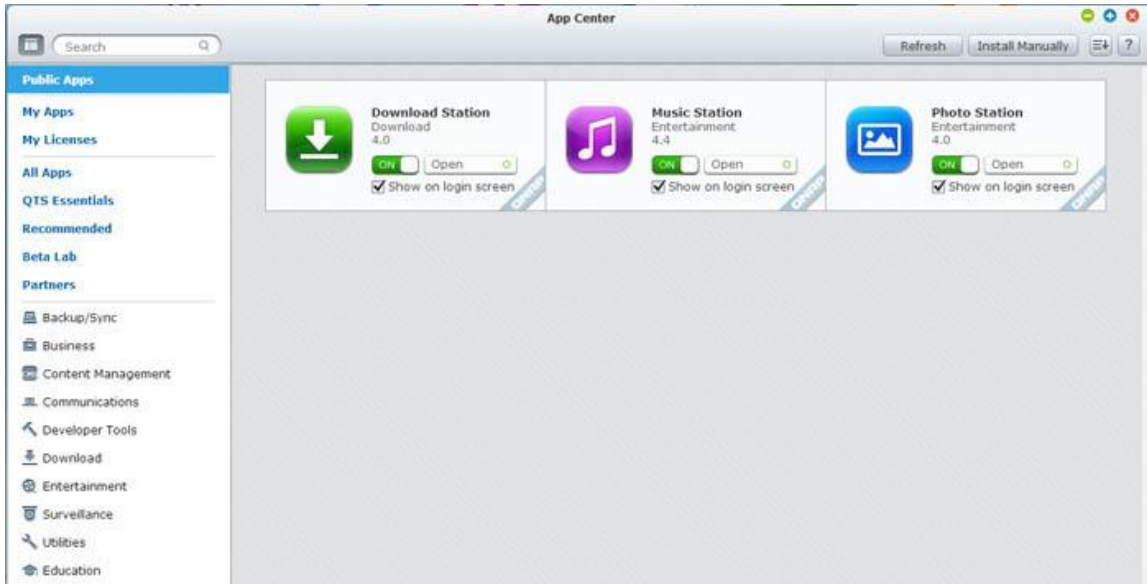 App Center
Search
Refresh
Install Manually
?
Public Apps
My Apps
My Licenses
All Apps
QTS Essentials
Recommended
Beta Lab
Partners
Backup/Sync
Business
Content Management
Communications
Developer Tools
Download
Entertainment
Surveillance
Utilities
Education
Download Station
Download
4.0
ON
Open
Show on login screen
QNAP
Music Station
Entertainment
4.4
ON
Open
Show on login screen
QNAP
Photo Station
Entertainment
4.0
ON
Open
Show on login screen
QNAP